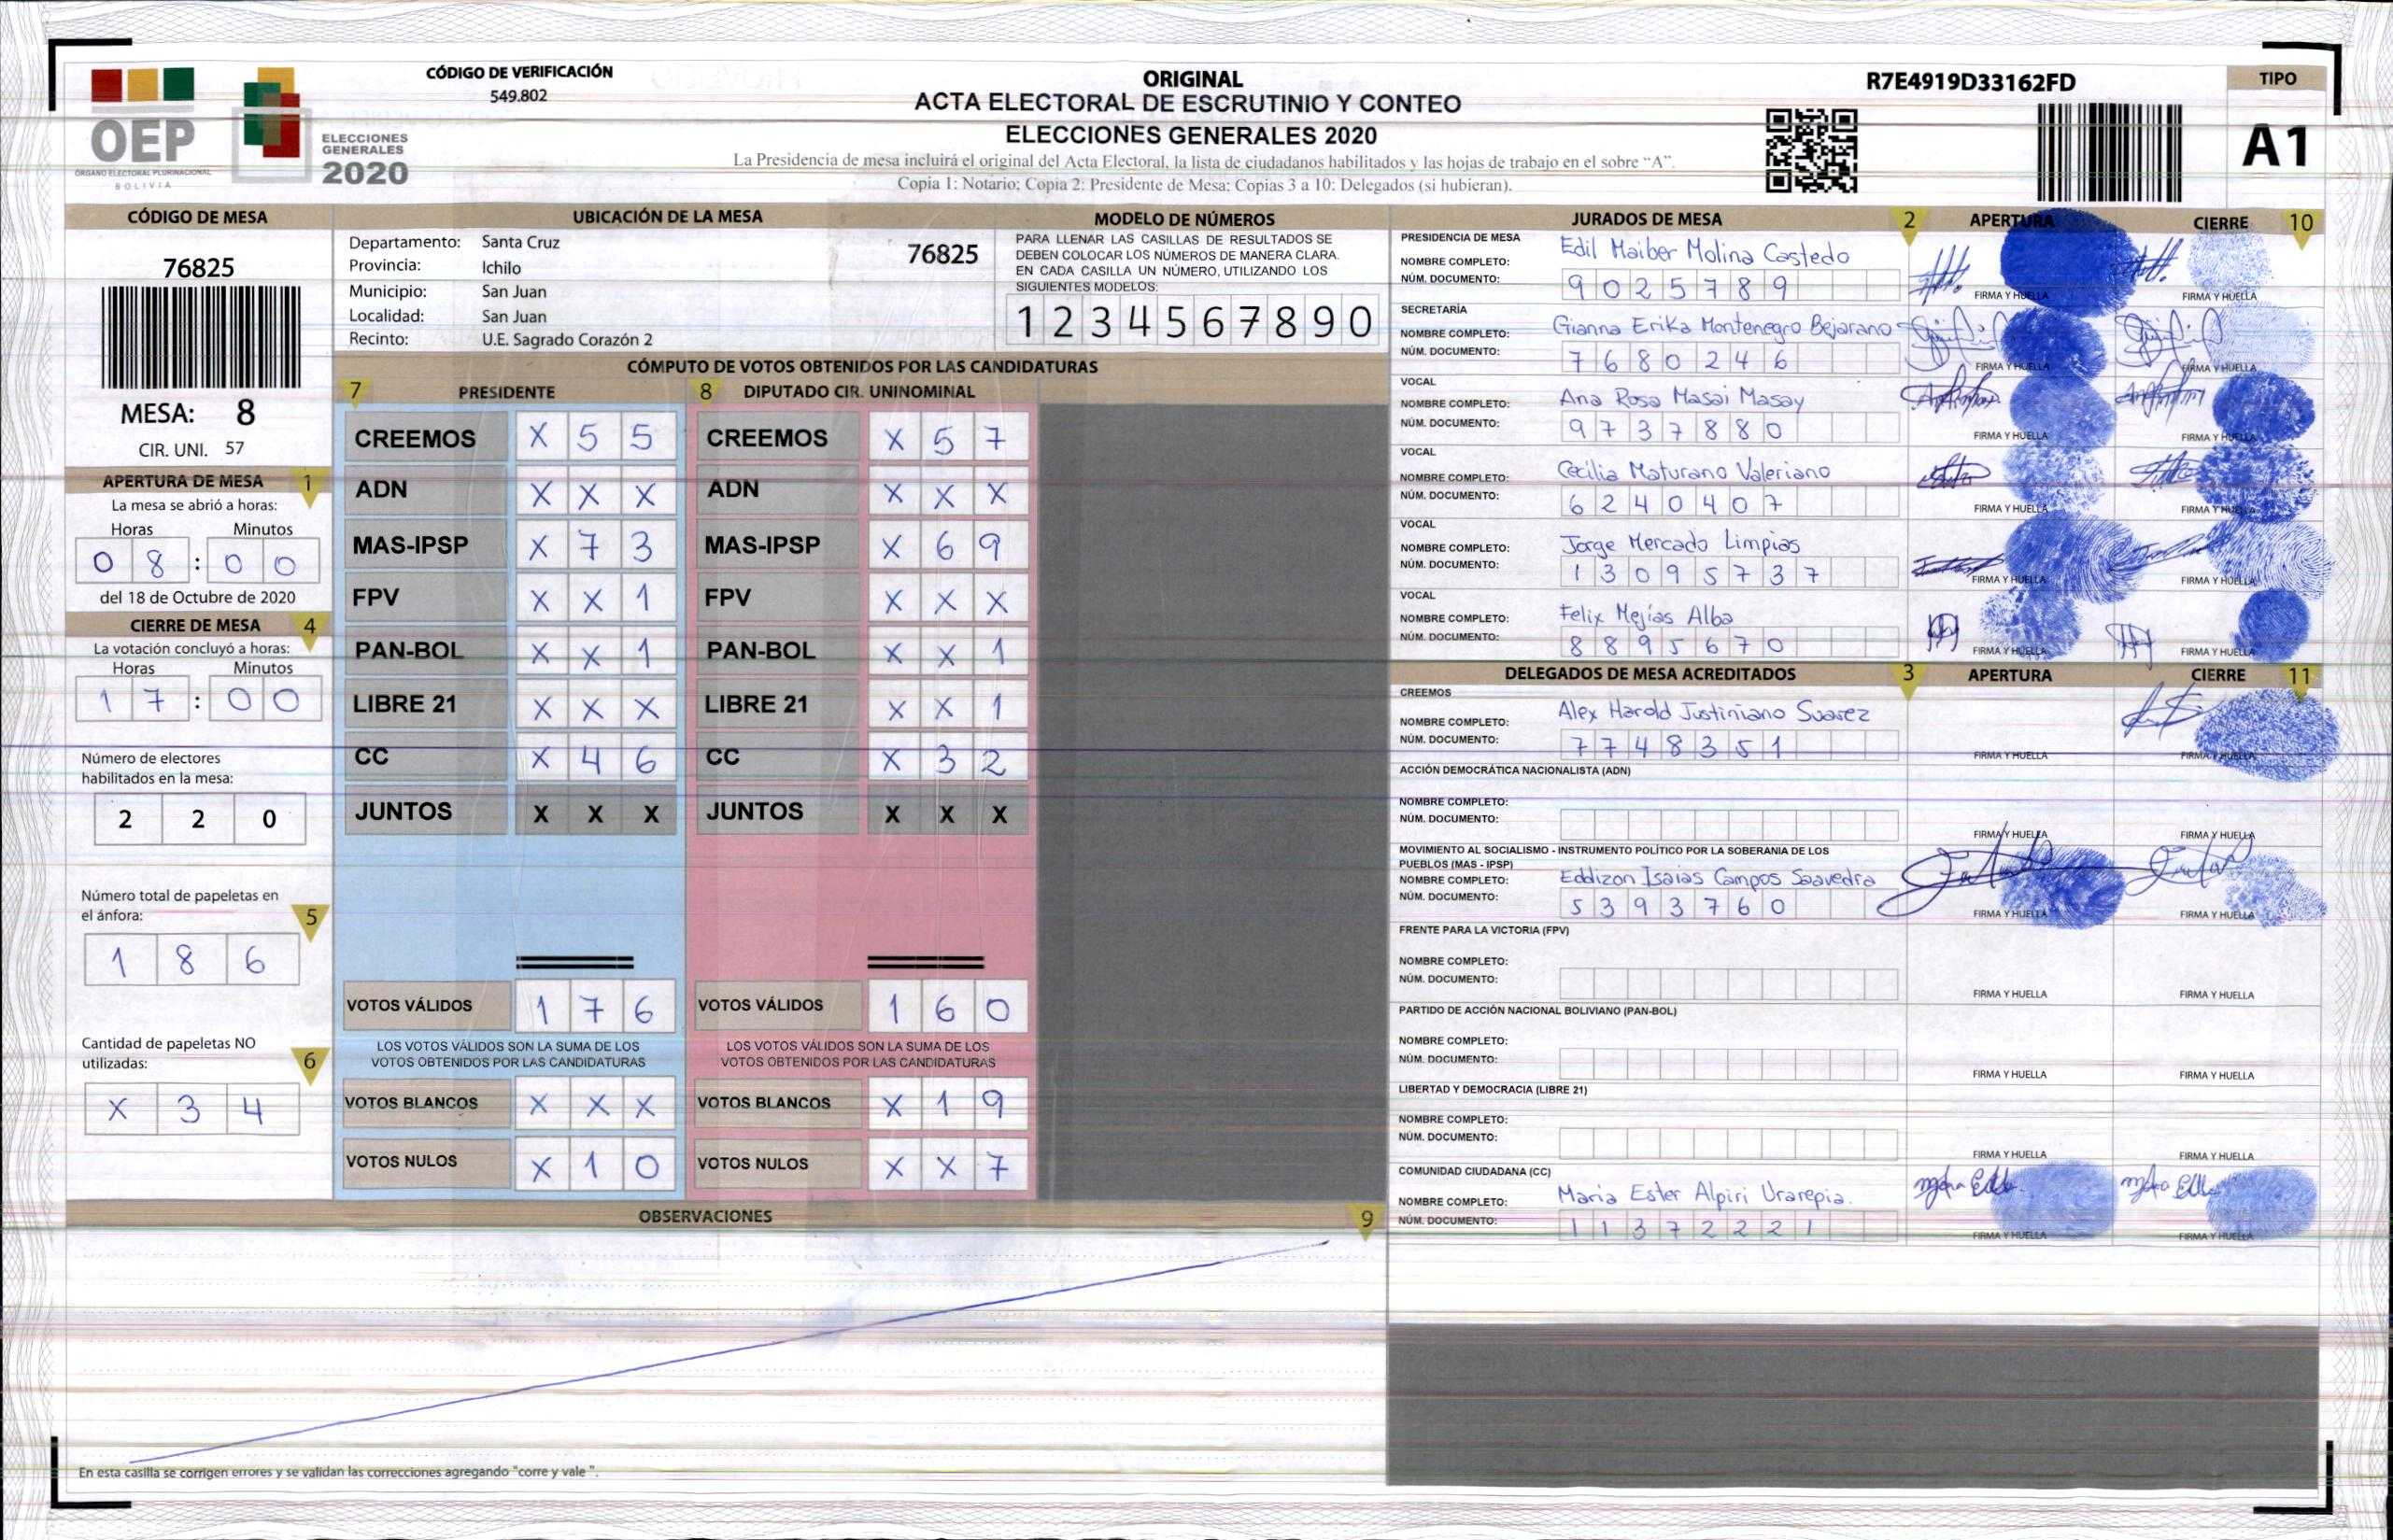 CÓDIGO DE VERIFICACIÓN
549.802
ORIGINAL
ACTA ELECTORAL DE ESCRUTINIO Y CONTEO
ELECCIONES GENERALES 2020
La Presidencia de mesa incluirá el original del Acta Electoral, la lista de ciudadanos habilitados y las hojas de trabajo en el sobre "A".
Copia 1: Notario; Copia 2: Presidente de Mesa; Copias 3 a 10: Delegados (si hubieran).
R7E4919D33162FD
TIPO
A1
OEP
ÓRGANO ELECTORAL PLURINACIONAL
BOLIVIA
ELECCIONES
GENERALES
2020
CÓDIGO DE MESA
76825
MESA: 8
CIR. UNI. 57
APERTURA DE MESA 1
La mesa se abrió a horas:
Horas Minutos
0 8 : 0 0
del 18 de Octubre de 2020
CIERRE DE MESA 4
La votación concluyó a horas:
Horas Minutos
1 7 : 0 0
Número de electores
habilitados en la mesa:
2 2 0
Número total de papeletas en
el ánfora: 5
1 8 6
Cantidad de papeletas NO
utilizadas: 6
X 3 4
UBICACIÓN DE LA MESA
Departamento: Santa Cruz
76825
Provincia: Ichilo
Municipio: San Juan
Localidad: San Juan
Recinto: U.E. Sagrado Corazón 2
MODELO DE NÚMEROS
PARA LLENAR LAS CASILLAS DE RESULTADOS SE
DEBEN COLOCAR LOS NÚMEROS DE MANERA CLARA.
EN CADA CASILLA UN NÚMERO, UTILIZANDO LOS
SIGUIENTES MODELOS:
1 2 3 4 5 6 7 8 9 0
CÓMPUTO DE VOTOS OBTENIDOS POR LAS CANDIDATURAS
7 PRESIDENTE
CREEMOS X 5 5
ADN X X X
MAS-IPSP X 7 3
FPV X X 1
PAN-BOL X X 1
LIBRE 21 X X X
CC X 4 6
JUNTOS X X X
VOTOS VÁLIDOS 1 7 6
LOS VOTOS VÁLIDOS SON LA SUMA DE LOS
VOTOS OBTENIDOS POR LAS CANDIDATURAS
VOTOS BLANCOS X X X
VOTOS NULOS X 1 0
8 DIPUTADO CIR. UNINOMINAL
CREEMOS X 5 7
ADN X X X
MAS-IPSP X 6 9
FPV X X X
PAN-BOL X X 1
LIBRE 21 X X 1
CC X 3 2
JUNTOS X X X
VOTOS VÁLIDOS 1 6 0
LOS VOTOS VÁLIDOS SON LA SUMA DE LOS
VOTOS OBTENIDOS POR LAS CANDIDATURAS
VOTOS BLANCOS X 1 9
VOTOS NULOS X X 7
OBSERVACIONES 9
En esta casilla se corrigen errores y se validan las correcciones agregando "corre y vale".
JURADOS DE MESA 2 APERTURA CIERRE 10
PRESIDENCIA DE MESA
NOMBRE COMPLETO: Edil Maiber Molina Castedo
NÚM. DOCUMENTO: 9 0 2 5 7 8 9
FIRMA Y HUELLA FIRMA Y HUELLA
SECRETARÍA
NOMBRE COMPLETO: Gianna Erika Montenegro Bejarano
NÚM. DOCUMENTO: 7 6 8 0 2 4 6
FIRMA Y HUELLA FIRMA Y HUELLA
VOCAL
NOMBRE COMPLETO: Ana Rosa Masai Masay
NÚM. DOCUMENTO: 9 7 3 7 8 8 0
FIRMA Y HUELLA FIRMA Y HUELLA
VOCAL
NOMBRE COMPLETO: Cecilia Maturano Valeriano
NÚM. DOCUMENTO: 6 2 4 0 4 0 7
FIRMA Y HUELLA FIRMA Y HUELLA
VOCAL
NOMBRE COMPLETO: Jorge Mercado Limpias
NÚM. DOCUMENTO: 1 3 0 9 5 7 3 7
FIRMA Y HUELLA FIRMA Y HUELLA
VOCAL
NOMBRE COMPLETO: Felix Mejías Alba
NÚM. DOCUMENTO: 8 8 9 5 6 7 0
FIRMA Y HUELLA FIRMA Y HUELLA
DELEGADOS DE MESA ACREDITADOS 3 APERTURA CIERRE 11
CREEMOS
NOMBRE COMPLETO: Alex Harold Justiniano Suarez
NÚM. DOCUMENTO: 7 7 4 8 3 5 1
FIRMA Y HUELLA FIRMA Y HUELLA
ACCIÓN DEMOCRÁTICA NACIONALISTA (ADN)
NOMBRE COMPLETO:
NÚM. DOCUMENTO:
FIRMA Y HUELLA FIRMA Y HUELLA
MOVIMIENTO AL SOCIALISMO - INSTRUMENTO POLÍTICO POR LA SOBERANIA DE LOS
PUEBLOS (MAS - IPSP)
NOMBRE COMPLETO: Eddizon Isaias Campos Saavedra
NÚM. DOCUMENTO: 5 3 9 3 7 6 0
FIRMA Y HUELLA FIRMA Y HUELLA
FRENTE PARA LA VICTORIA (FPV)
NOMBRE COMPLETO:
NÚM. DOCUMENTO:
FIRMA Y HUELLA FIRMA Y HUELLA
PARTIDO DE ACCIÓN NACIONAL BOLIVIANO (PAN-BOL)
NOMBRE COMPLETO:
NÚM. DOCUMENTO:
FIRMA Y HUELLA FIRMA Y HUELLA
LIBERTAD Y DEMOCRACIA (LIBRE 21)
NOMBRE COMPLETO:
NÚM. DOCUMENTO:
FIRMA Y HUELLA FIRMA Y HUELLA
COMUNIDAD CIUDADANA (CC)
NOMBRE COMPLETO: Maria Ester Alpiri Urarepia.
NÚM. DOCUMENTO: 1 1 3 7 2 2 2 1
FIRMA Y HUELLA FIRMA Y HUELLA